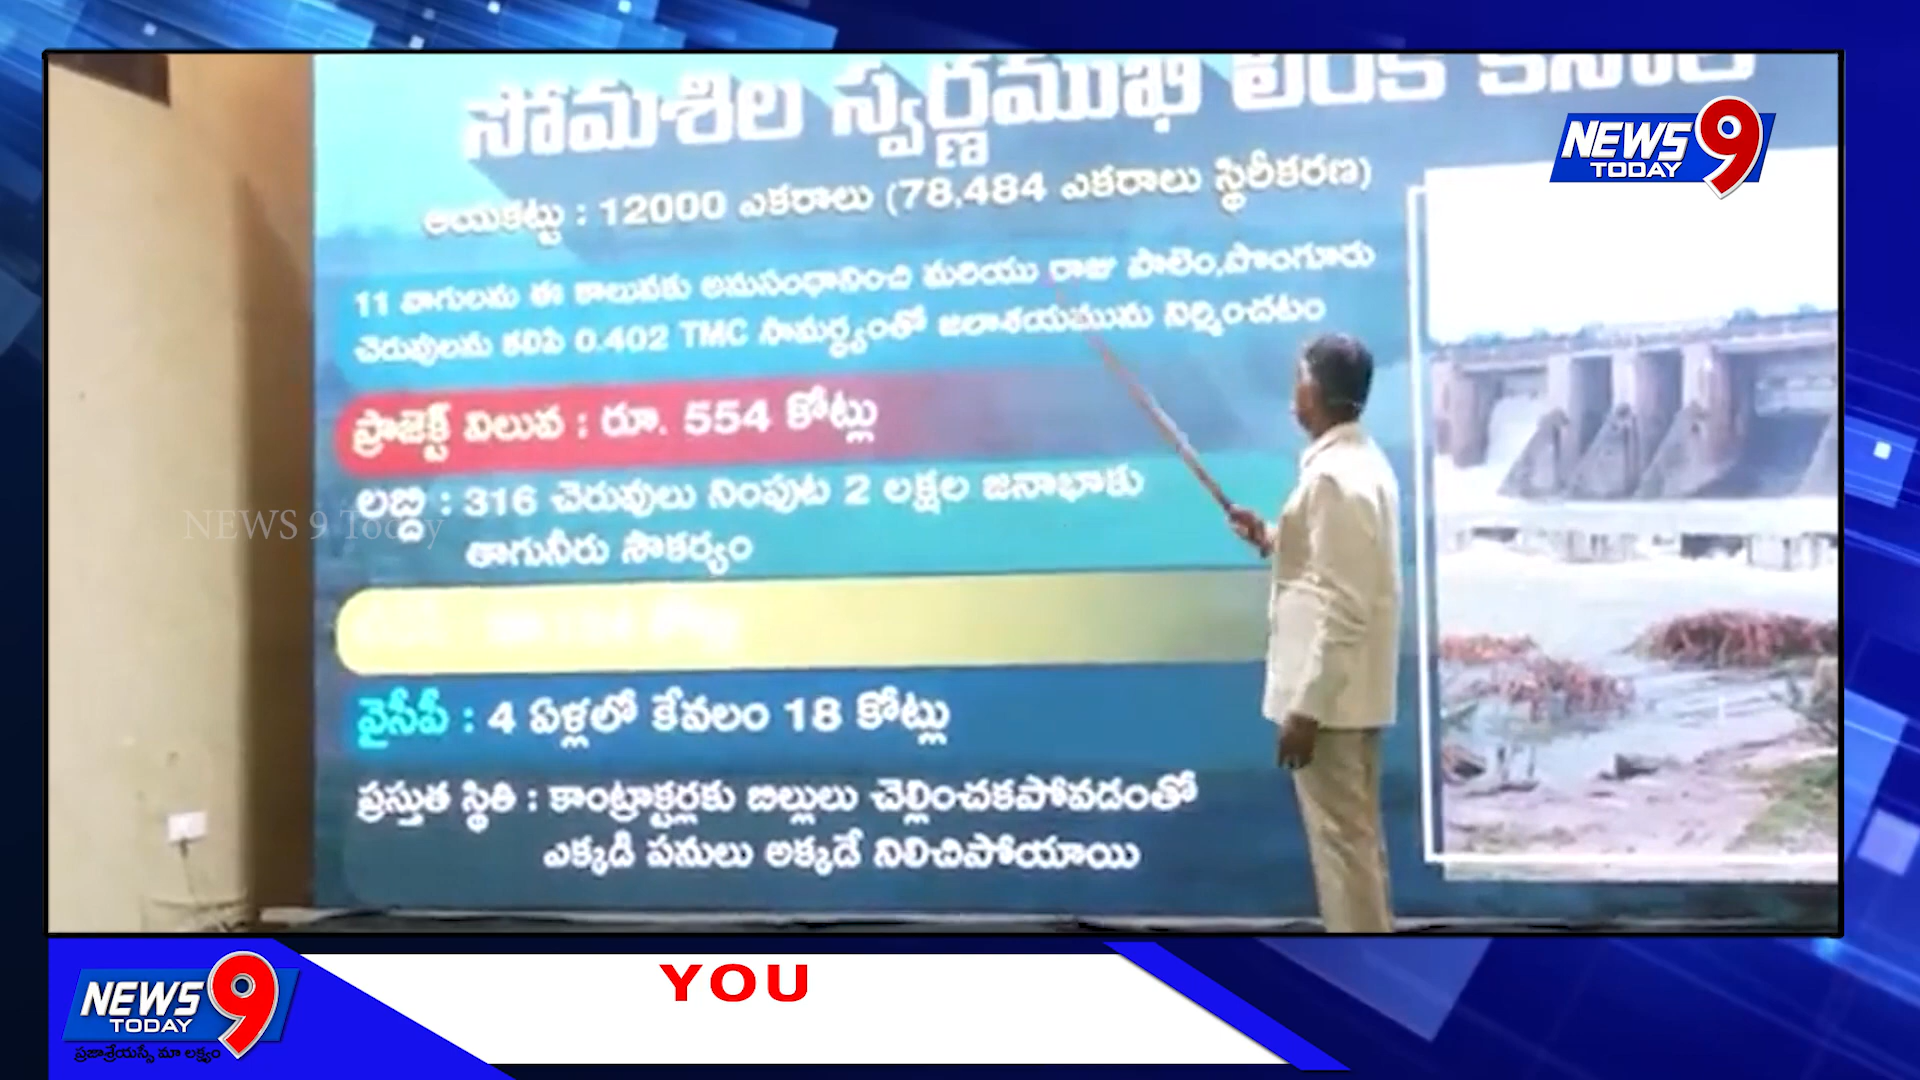 సోమశిల స్వర్ణముఖి లింక్ కెనాల్
NEWS 9
TODAY
ఆయకట్టు : 12000 ఎకరాలు (78,484 ఎకరాలు స్థిరీకరణ)
11 వాగులను ఈ కాలువకు అనుసంధానించి మరియు రాజు పాలెం,పొంగూరు
చెరువులను కలిపి 0.402 TMC సామర్థ్యంతో జలాశయమును నిర్మించటం
ప్రాజెక్ట్ విలువ : రూ. 554 కోట్లు
లబ్ది : 316 చెరువులు నింపుట 2 లక్షల జనాభాకు
తాగునీరు సౌకర్యం
NEWS 9 Today
వైసీపీ : 4 ఏళ్లలో కేవలం 18 కోట్లు
ప్రస్తుత స్థితి : కాంట్రాక్టర్లకు బిల్లులు చెల్లించకపోవడంతో
ఎక్కడి పనులు అక్కడే నిలిచిపోయాయి
YOU
NEWS 9
TODAY
ప్రజాశ్రేయస్సే మా లక్ష్యం